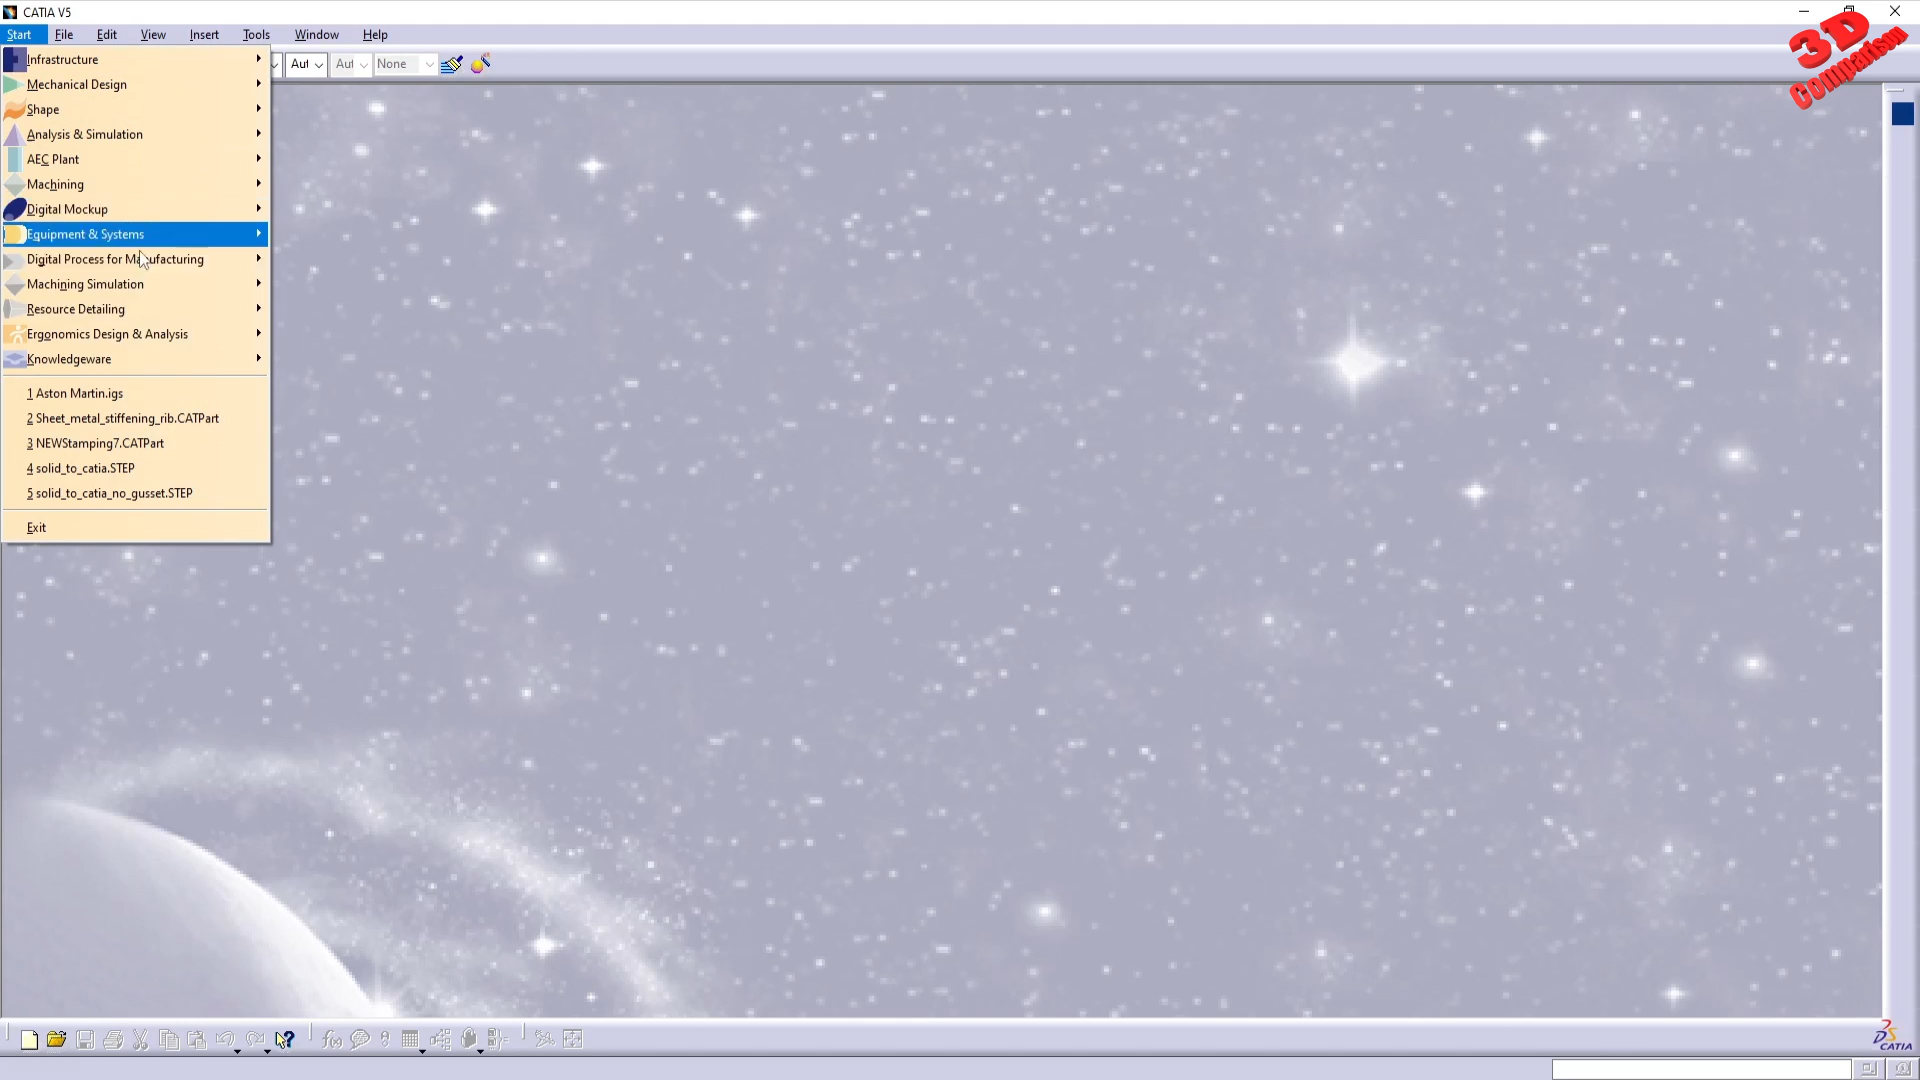 CATIA V5
Start File Edit View Insert Tools Window Help
Aut Aut None
3D
Comparison
Infrastructure
Mechanical Design
Shape
Analysis & Simulation
AEC Plant
Machining
Digital Mockup
Equipment & Systems
Digital Process for Manufacturing
Machining Simulation
Resource Detailing
Ergonomics Design & Analysis
Knowledgeware
1 Aston Martin.igs
2 Sheet_metal_stiffening_rib.CATPart
3 NEWStamping7.CATPart
4 solid_to_catia.STEP
5 solid_to_catia_no_gusset.STEP
Exit
f(x)
CATIA